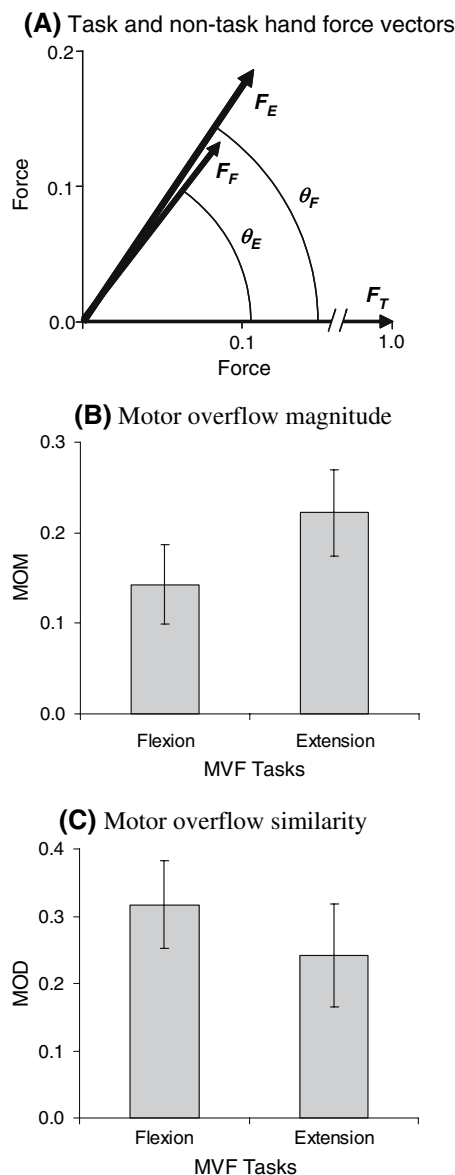 (A) Task and non-task hand force vectors
0.2
F_E
F_F
Force
0.1
θ_F
θ_E
F_T
0.0
0.1
1.0
Force
(B) Motor overflow magnitude
0.3
0.2
MOM
0.1
0.0
Flexion Extension
MVF Tasks
(C) Motor overflow similarity
0.4
0.3
MOD
0.2
0.1
0.0
Flexion Extension
MVF Tasks